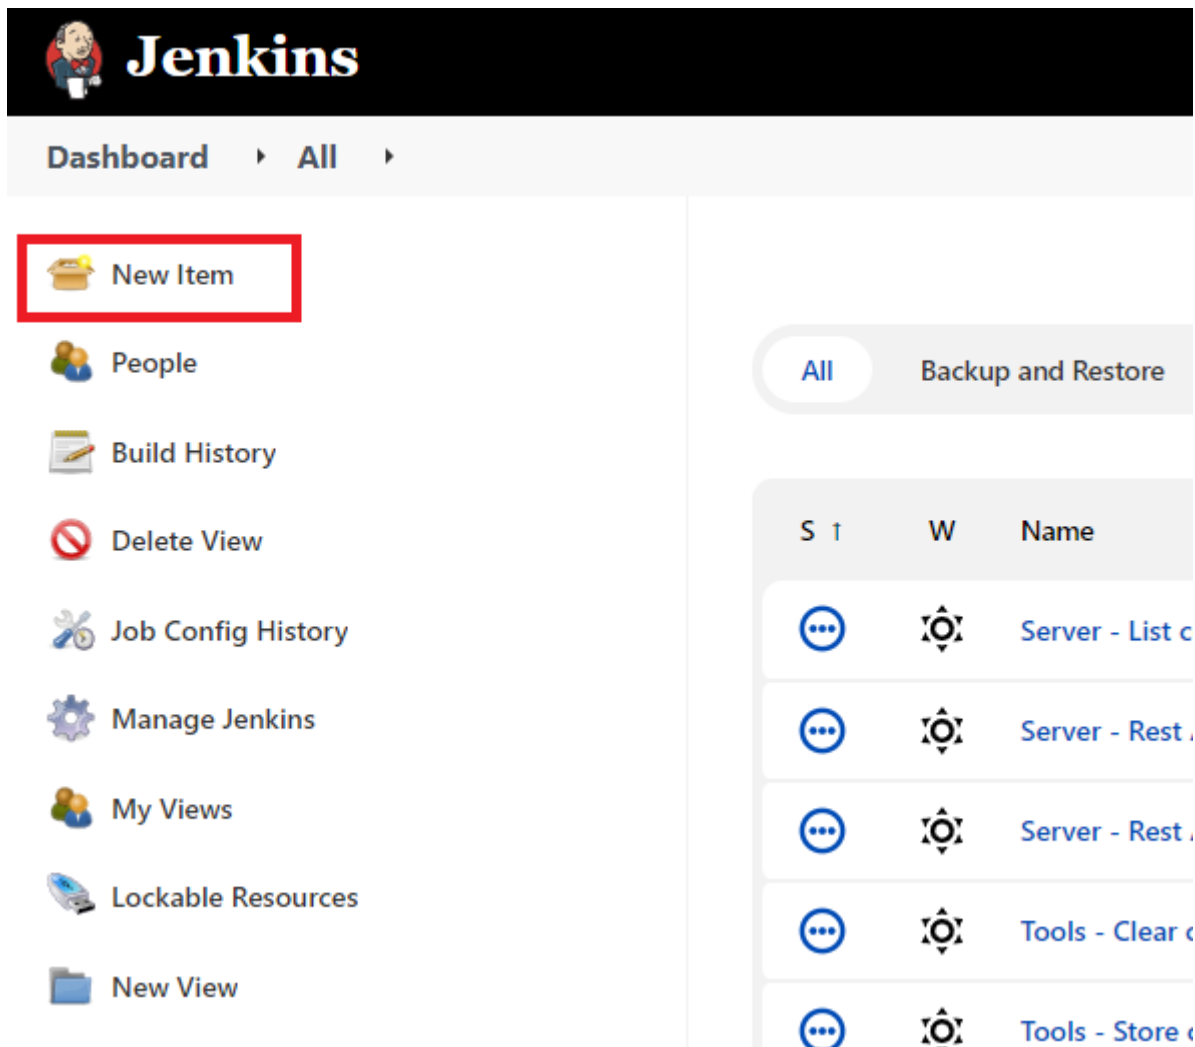 Jenkins
Dashboard All
New Item
People
Build History
Delete View
Job Config History
Manage Jenkins
My Views
Lockable Resources
New View
All Backup and Restore
S ↑ W Name
Server - List
Server - Rest
Server - Rest
Tools - Clear
Tools - Store